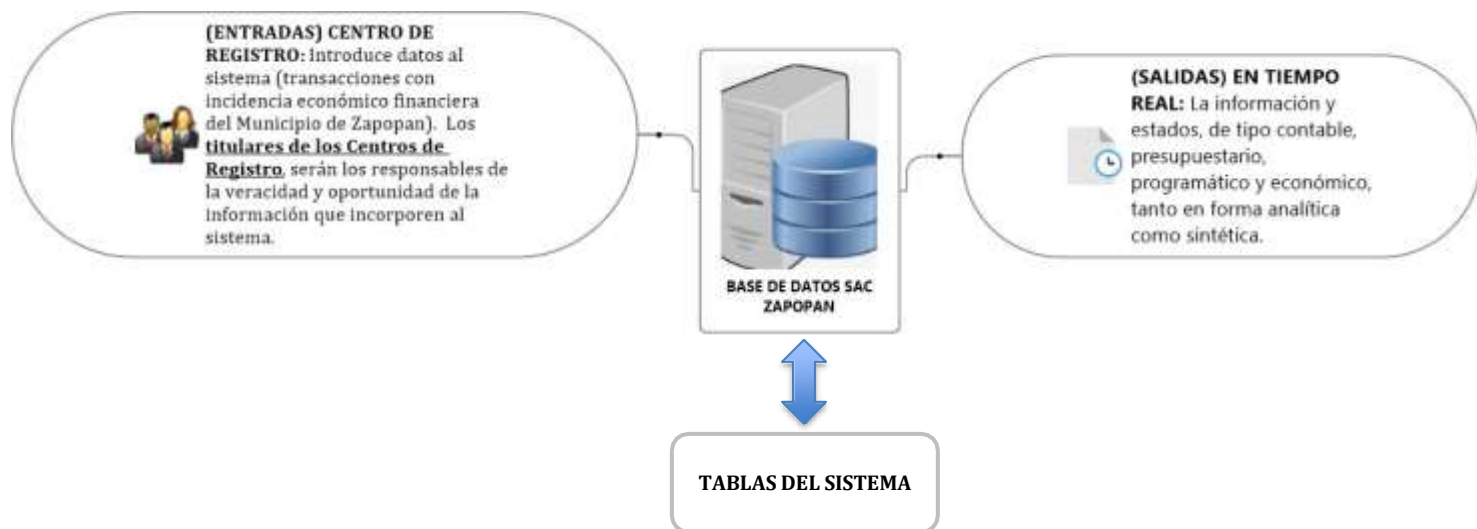 (ENTRADAS) CENTRO DE
REGISTRO: Introduce datos al
sistema (transacciones con
incidencia económico financiera
del Municipio de Zapopan). Los
titulares de los Centros de
Registro, serán los responsables de
la veracidad y oportunidad de la
información que incorporen al
sistema.
BASE DE DATOS SAC
ZAPOPAN
(SALIDAS) EN TIEMPO
REAL: La información y
estados, de tipo contable,
presupuestario,
programático y económico,
tanto en forma analítica
como sintética.
TABLAS DEL SISTEMA